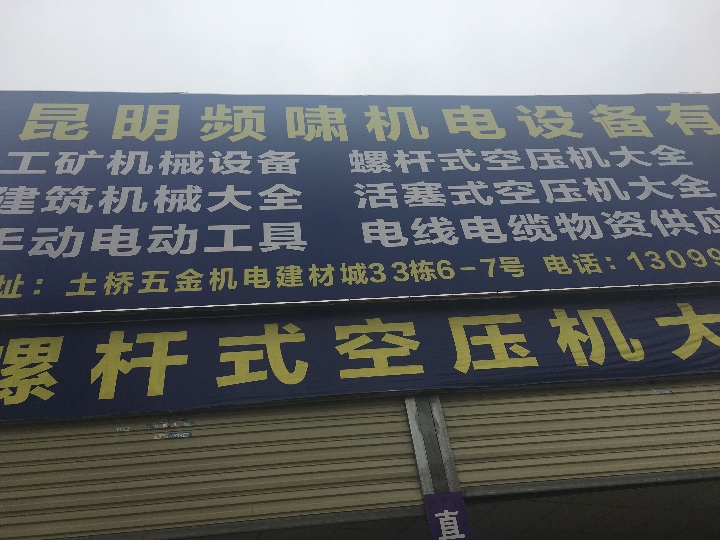 昆明频啸机电设备有
工矿机械设备 螺杆式空压机大全
建筑机械大全 活塞式空压机大全
手动电动工具 电线电缆物资供应
址：土桥五金机电建材城33栋6-7号 电话：13099
螺杆式空压机大
直